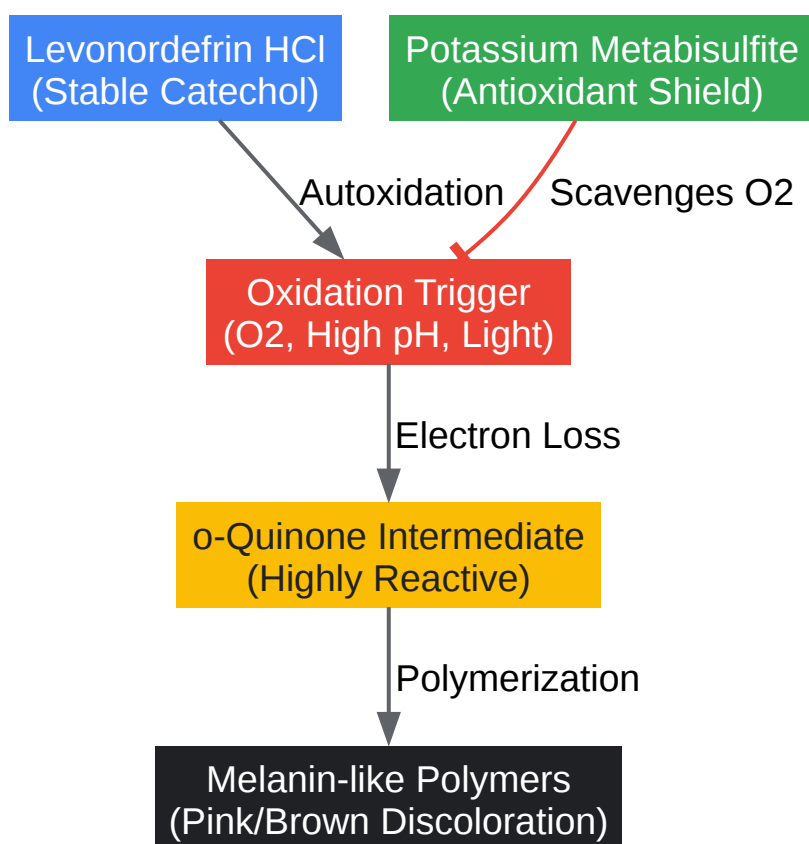 Levonordefrin HCl
(Stable Catechol)
Potassium Metabisulfite
(Antioxidant Shield)
Autoxidation
Scavenges O2
Oxidation Trigger
(O2, High pH, Light)
Electron Loss
o-Quinone Intermediate
(Highly Reactive)
Polymerization
Melanin-like Polymers
(Pink/Brown Discoloration)